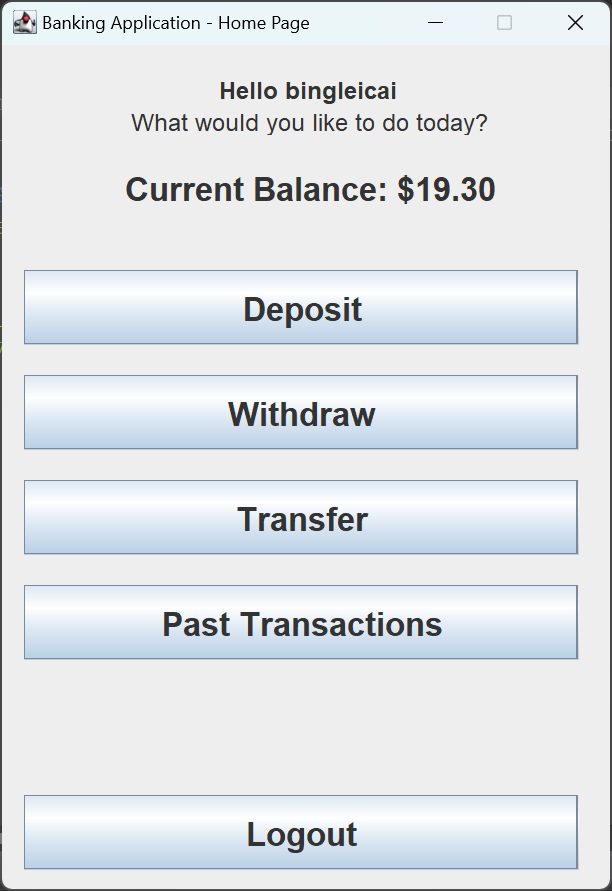 Banking Application - Home Page
Hello bingleicai
What would you like to do today?
Current Balance: $19.30
Deposit
Withdraw
Transfer
Past Transactions
Logout